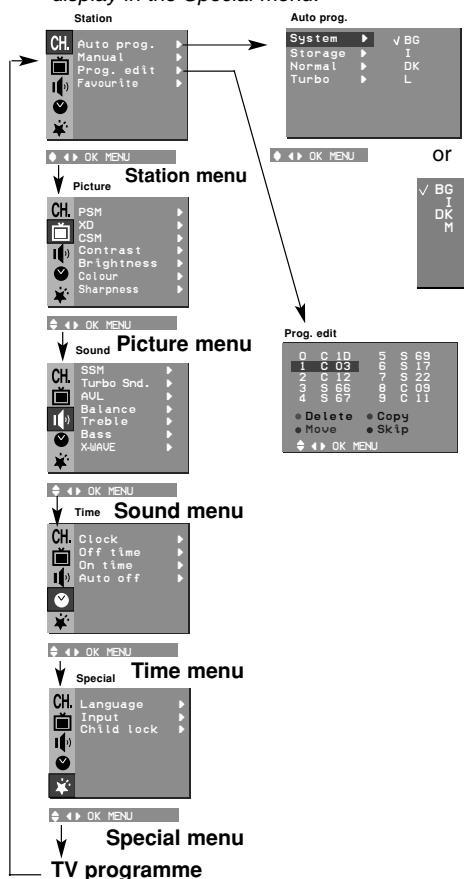 display in the Special menu.
Station
CH.
Auto prog.
Manual
Prog. edit
Favourite
OK MENU
Station menu
Auto prog.
System √ BG
Storage I
Normal DK
Turbo L
OK MENU
or
√ BG
I
DK
M
Picture
CH.
PSM
XD
CSM
Contrast
Brightness
Colour
Sharpness
OK MENU
Picture menu
Prog. edit
0 C 10 5 S 69
1 C 03 6 S 17
2 C 12 7 S 22
3 S 66 8 C 09
4 S 67 9 C 11
Delete Copy
Move Skip
OK MENU
Sound
CH.
SSM
Turbo Snd.
AVL
Balance
Treble
Bass
X-WAVE
OK MENU
Sound menu
Time
CH.
Clock
Off time
On time
Auto off
OK MENU
Time menu
Special
CH.
Language
Input
Child lock
OK MENU
Special menu
TV programme